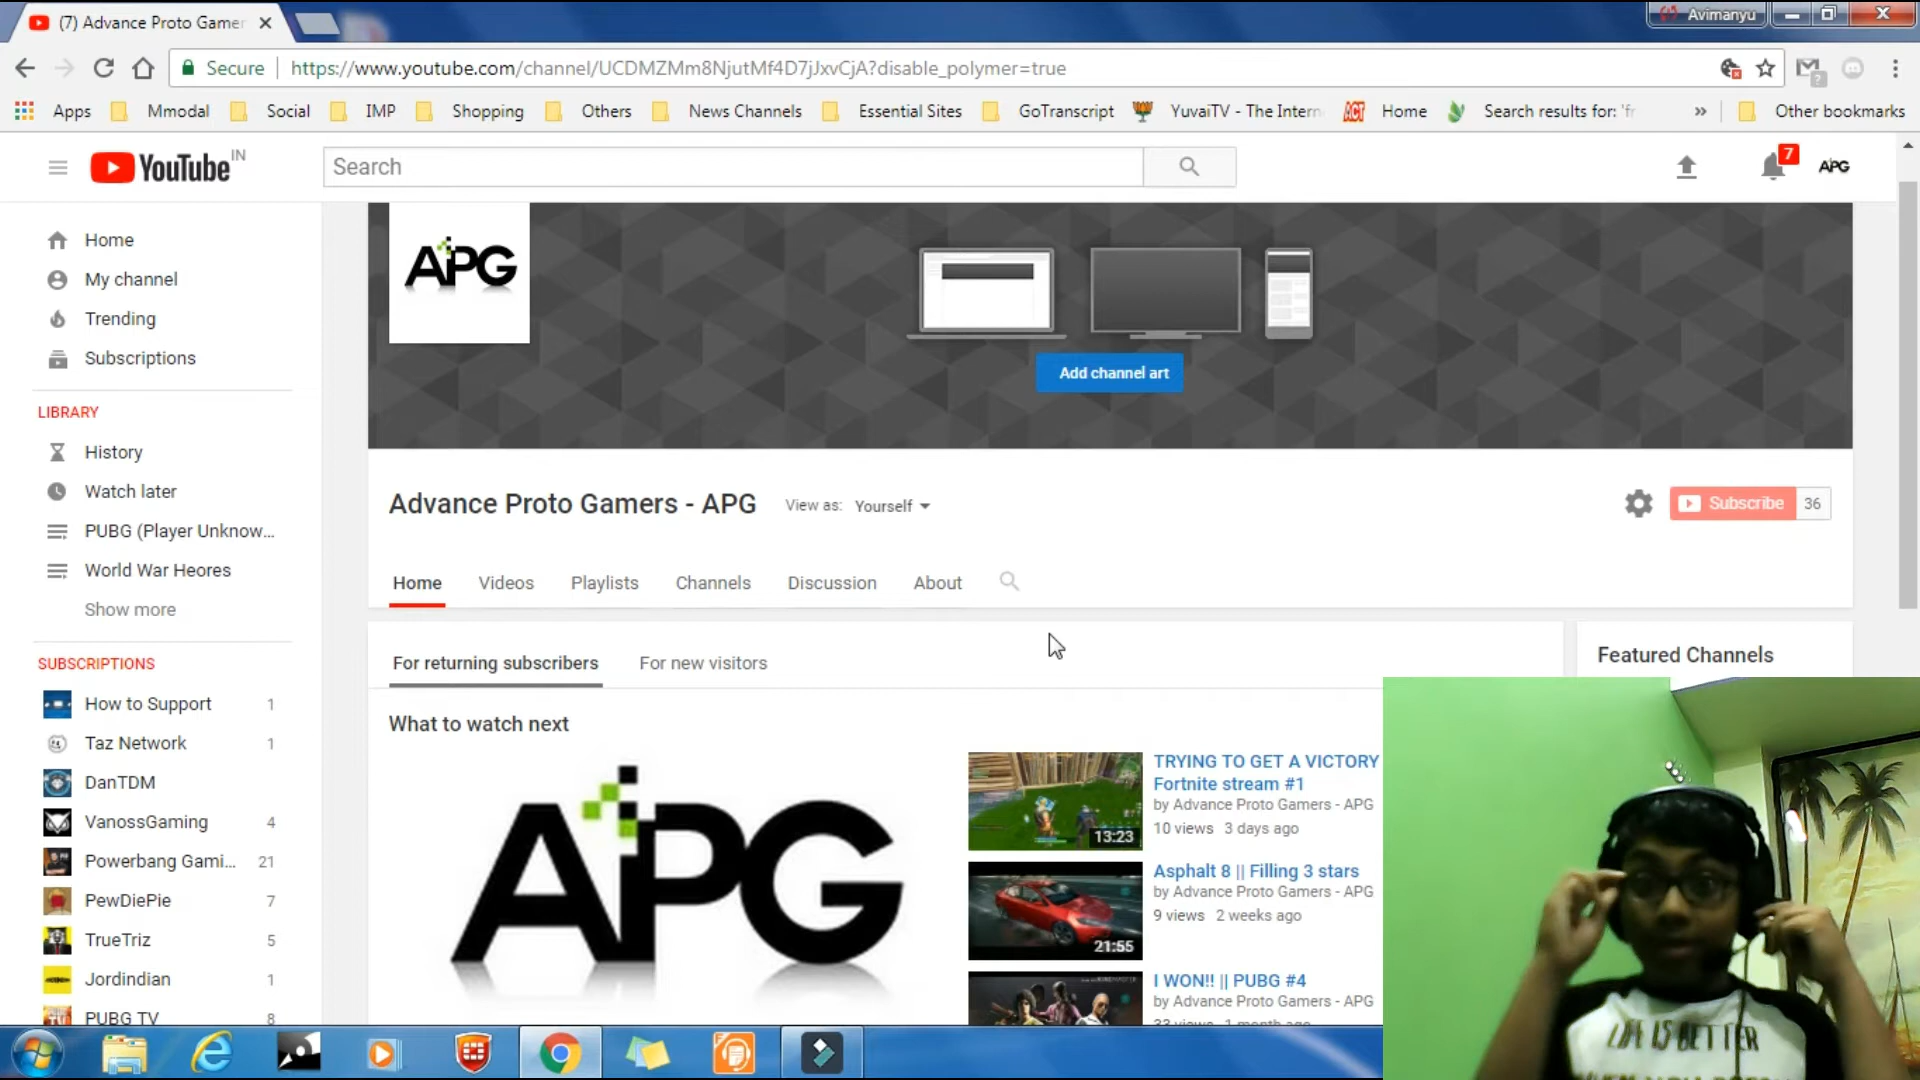 (7) Advance Proto Gamer
Avimanyu
Secure
https://www.youtube.com/channel/UCDMZMm8NjutMf4D7jJxvCjA?disable_polymer=true
Apps Mmodal Social IMP Shopping Others News Channels Essential Sites GoTranscript YuvaiTV - The Intern ACT Home Search results for: 'fr » Other bookmarks
YouTube IN
Search
7
APG
Home
My channel
Trending
Subscriptions
LIBRARY
History
Watch later
PUBG (Player Unknow...
World War Heores
Show more
SUBSCRIPTIONS
How to Support 1
Taz Network 1
DanTDM
VanossGaming 4
Powerbang Gami... 21
PewDiePie 7
TrueTriz 5
Jordindian 1
PUBG TV 8
APG
Add channel art
Advance Proto Gamers - APG
View as: Yourself
Subscribe 36
Home Videos Playlists Channels Discussion About
For returning subscribers For new visitors
Featured Channels
What to watch next
APG
TRYING TO GET A VICTORY
Fortnite stream #1
by Advance Proto Gamers - APG
10 views 3 days ago
13:23
Asphalt 8 || Filling 3 stars
by Advance Proto Gamers - APG
9 views 2 weeks ago
21:55
I WON!! || PUBG #4
by Advance Proto Gamers - APG
33 views 1 month ago
LIFE IS BETTER